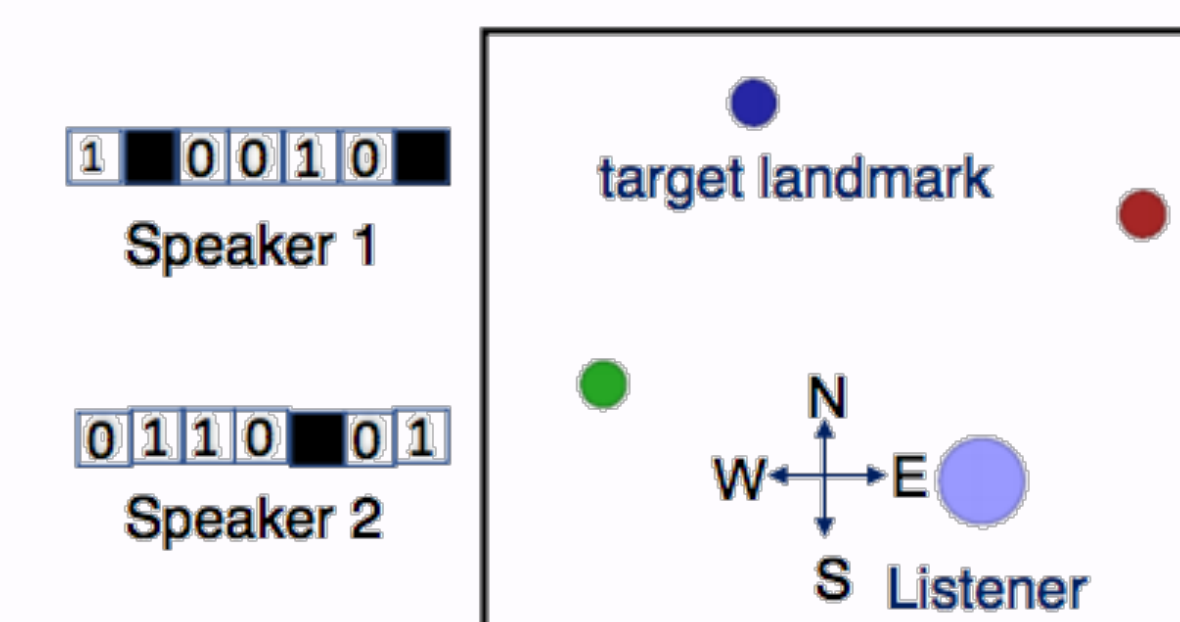 1 0 0 1 0
Speaker 1
0 1 1 0 0 1
Speaker 2
target landmark
N
W E
S
Listener